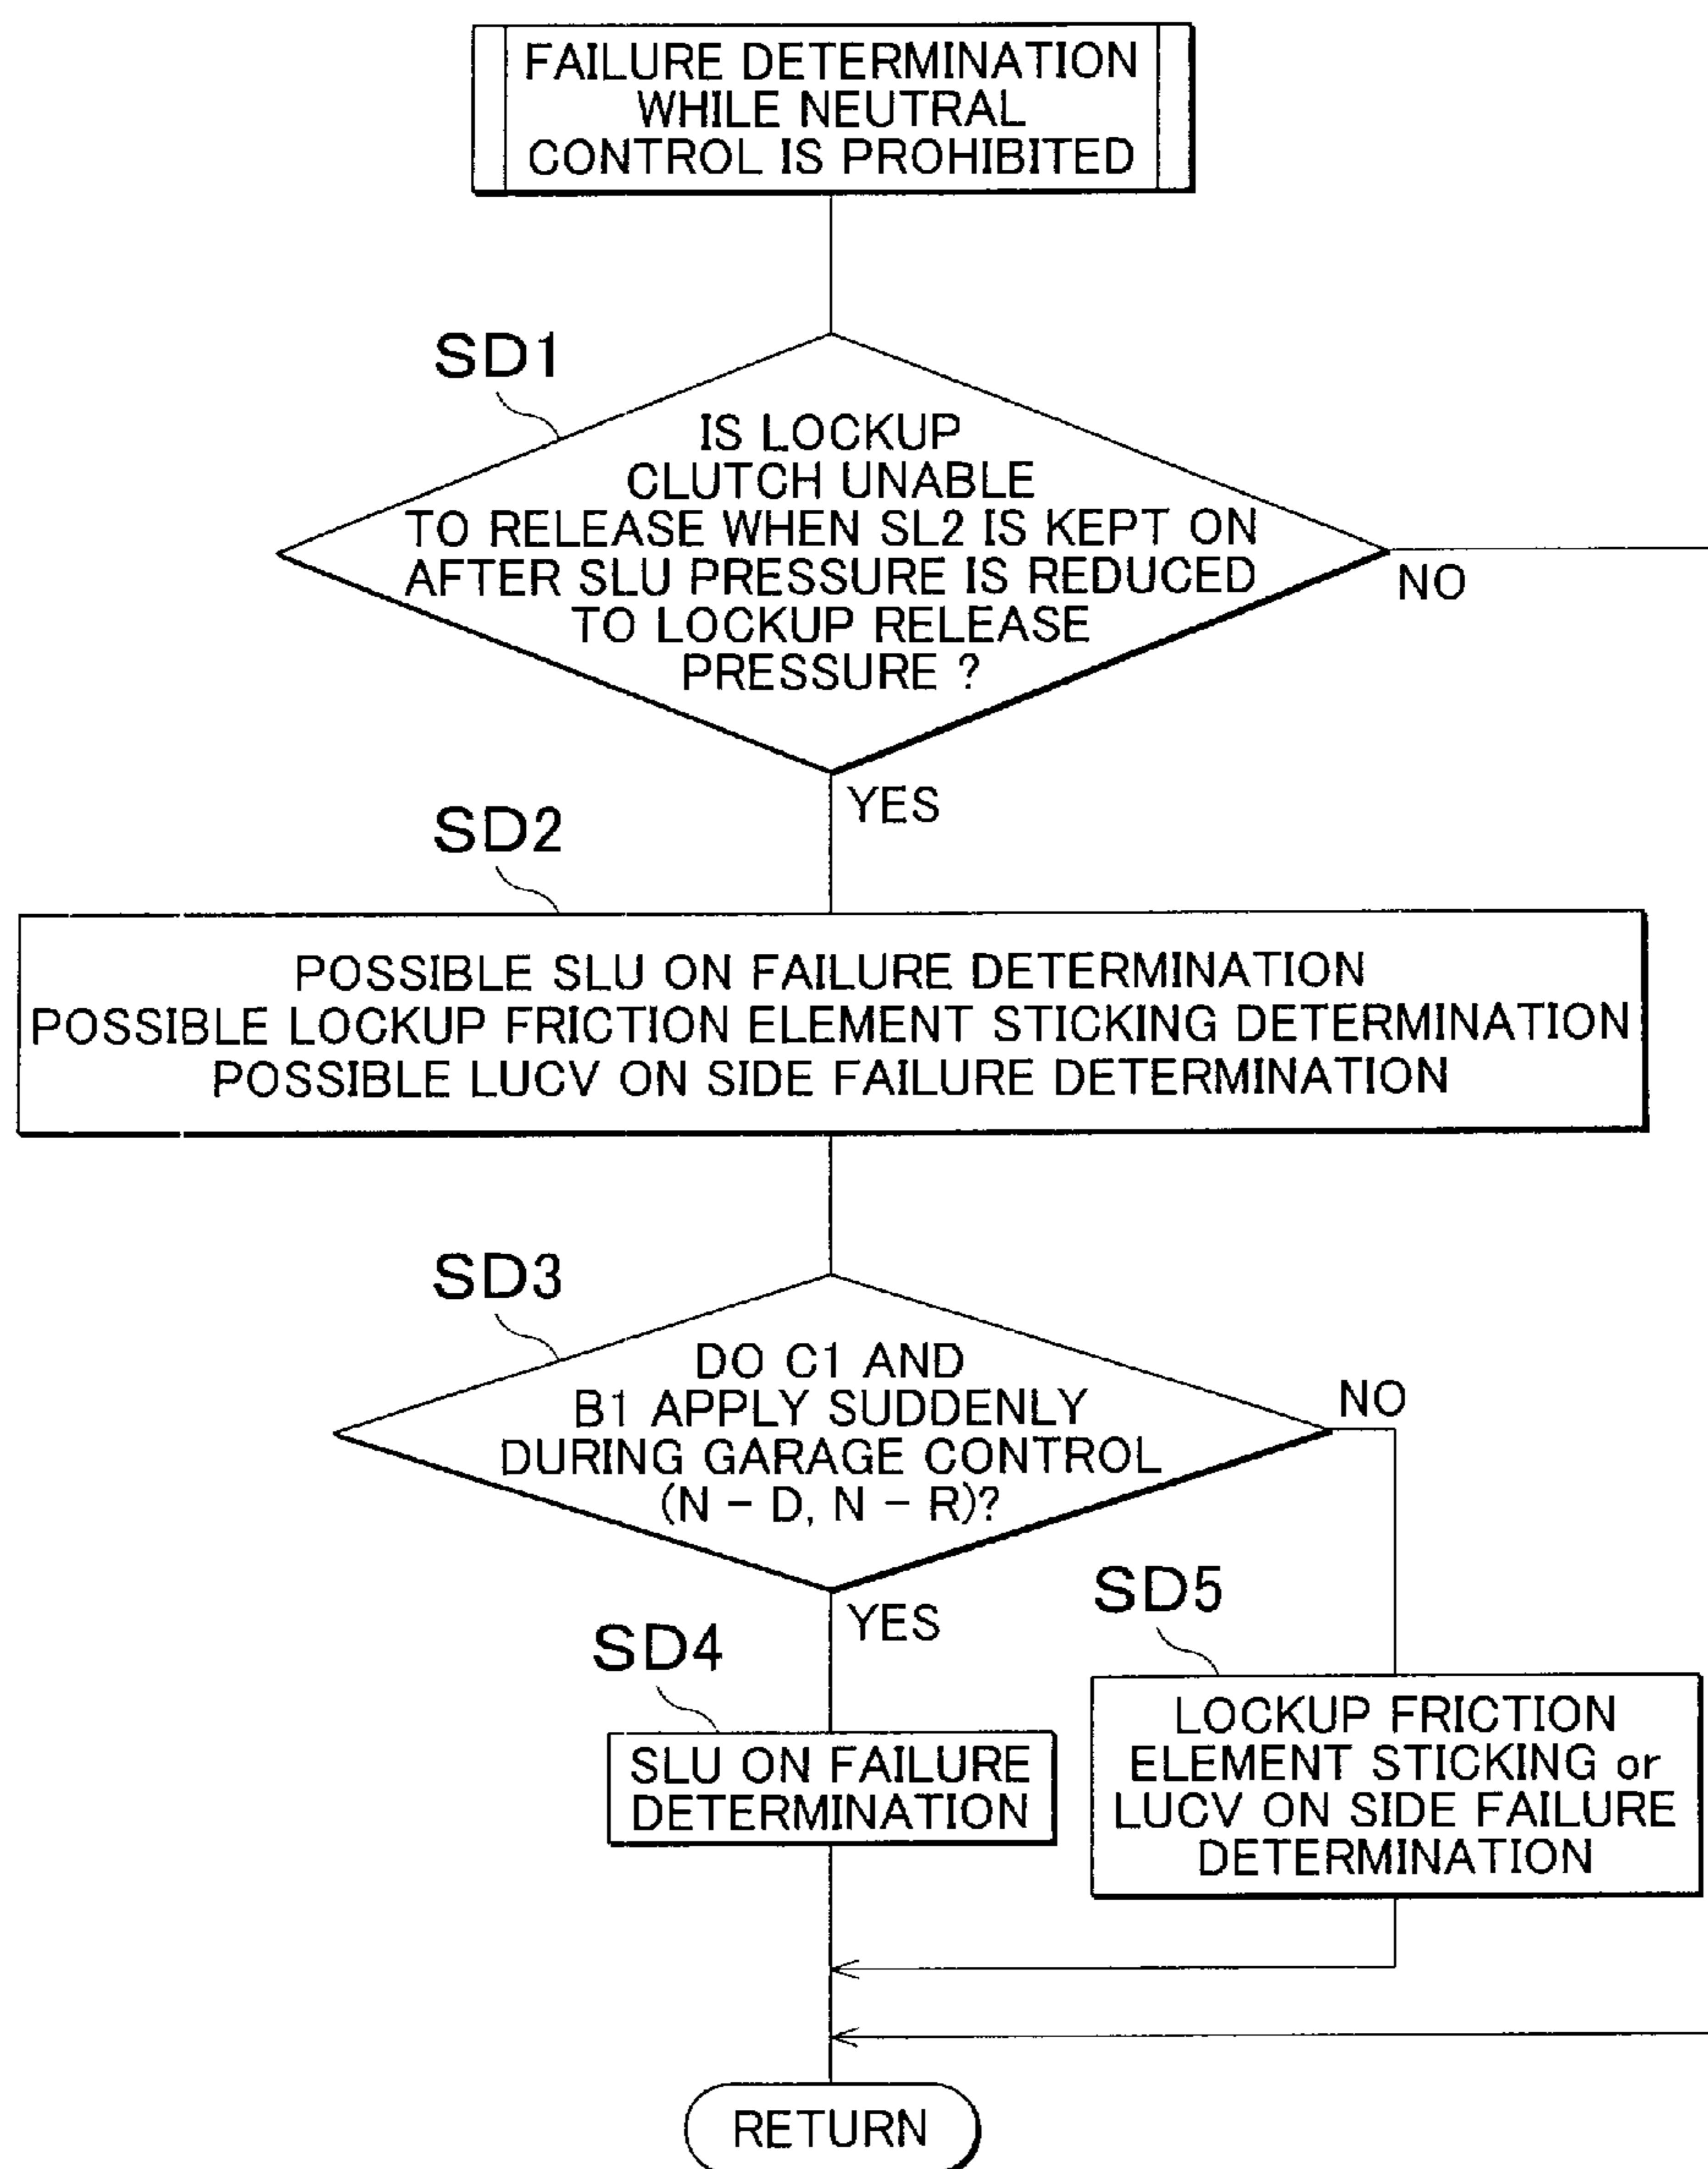 FAILURE DETERMINATION
WHILE NEUTRAL
CONTROL IS PROHIBITED
SD1
IS LOCKUP
CLUTCH UNABLE
TO RELEASE WHEN SL2 IS KEPT ON
AFTER SLU PRESSURE IS REDUCED
TO LOCKUP RELEASE
PRESSURE ?
NO
YES
SD2
POSSIBLE SLU ON FAILURE DETERMINATION
POSSIBLE LOCKUP FRICTION ELEMENT STICKING DETERMINATION
POSSIBLE LUCV ON SIDE FAILURE DETERMINATION
SD3
DO C1 AND
B1 APPLY SUDDENLY
DURING GARAGE CONTROL
(N – D, N – R)?
NO
YES
SD4
SLU ON FAILURE
DETERMINATION
SD5
LOCKUP FRICTION
ELEMENT STICKING or
LUCV ON SIDE FAILURE
DETERMINATION
RETURN